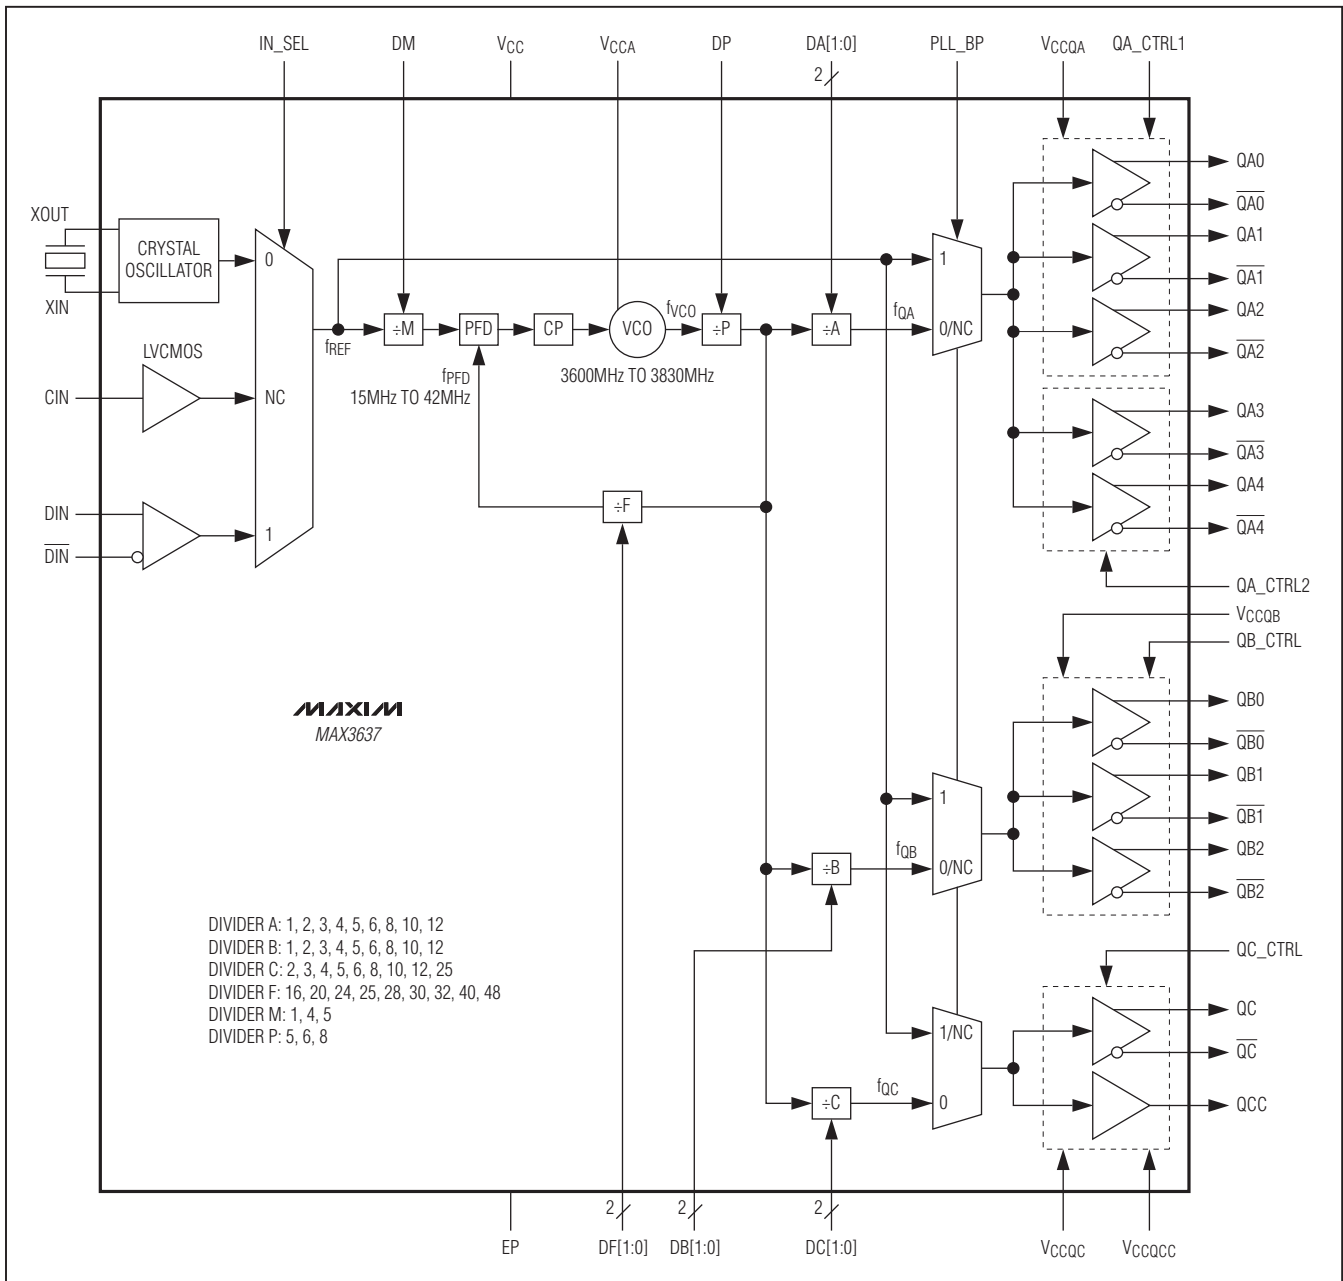 IN_SEL DM VCC VCCA DP DA[1:0] PLL_BP VCCQA QA_CTRL1
2
QA0
QA0
XOUT
CRYSTAL
OSCILLATOR
XIN
0
1
QA1
QA1
÷M PFD CP VCO fVCO ÷P ÷A fQA 0/NC
QA2
QA2
fREF
fPFD
15MHz TO 42MHz
3600MHz TO 3830MHz
LVCMOS
CIN
NC
QA3
QA3
DIN
DIN
1
÷F
QA4
QA4
QA_CTRL2
VCCQB
QB_CTRL
MAXIM
MAX3637
QB0
QB0
1
QB1
QB1
÷B fQB 0/NC
QB2
QB2
DIVIDER A: 1, 2, 3, 4, 5, 6, 8, 10, 12
DIVIDER B: 1, 2, 3, 4, 5, 6, 8, 10, 12
DIVIDER C: 2, 3, 4, 5, 6, 8, 10, 12, 25
DIVIDER F: 16, 20, 24, 25, 28, 30, 32, 40, 48
DIVIDER M: 1, 4, 5
DIVIDER P: 5, 6, 8
QC_CTRL
1/NC
QC
QC
÷C fQC 0
QCC
2 2 2
EP DF[1:0] DB[1:0] DC[1:0] VCCQC VCCQCC